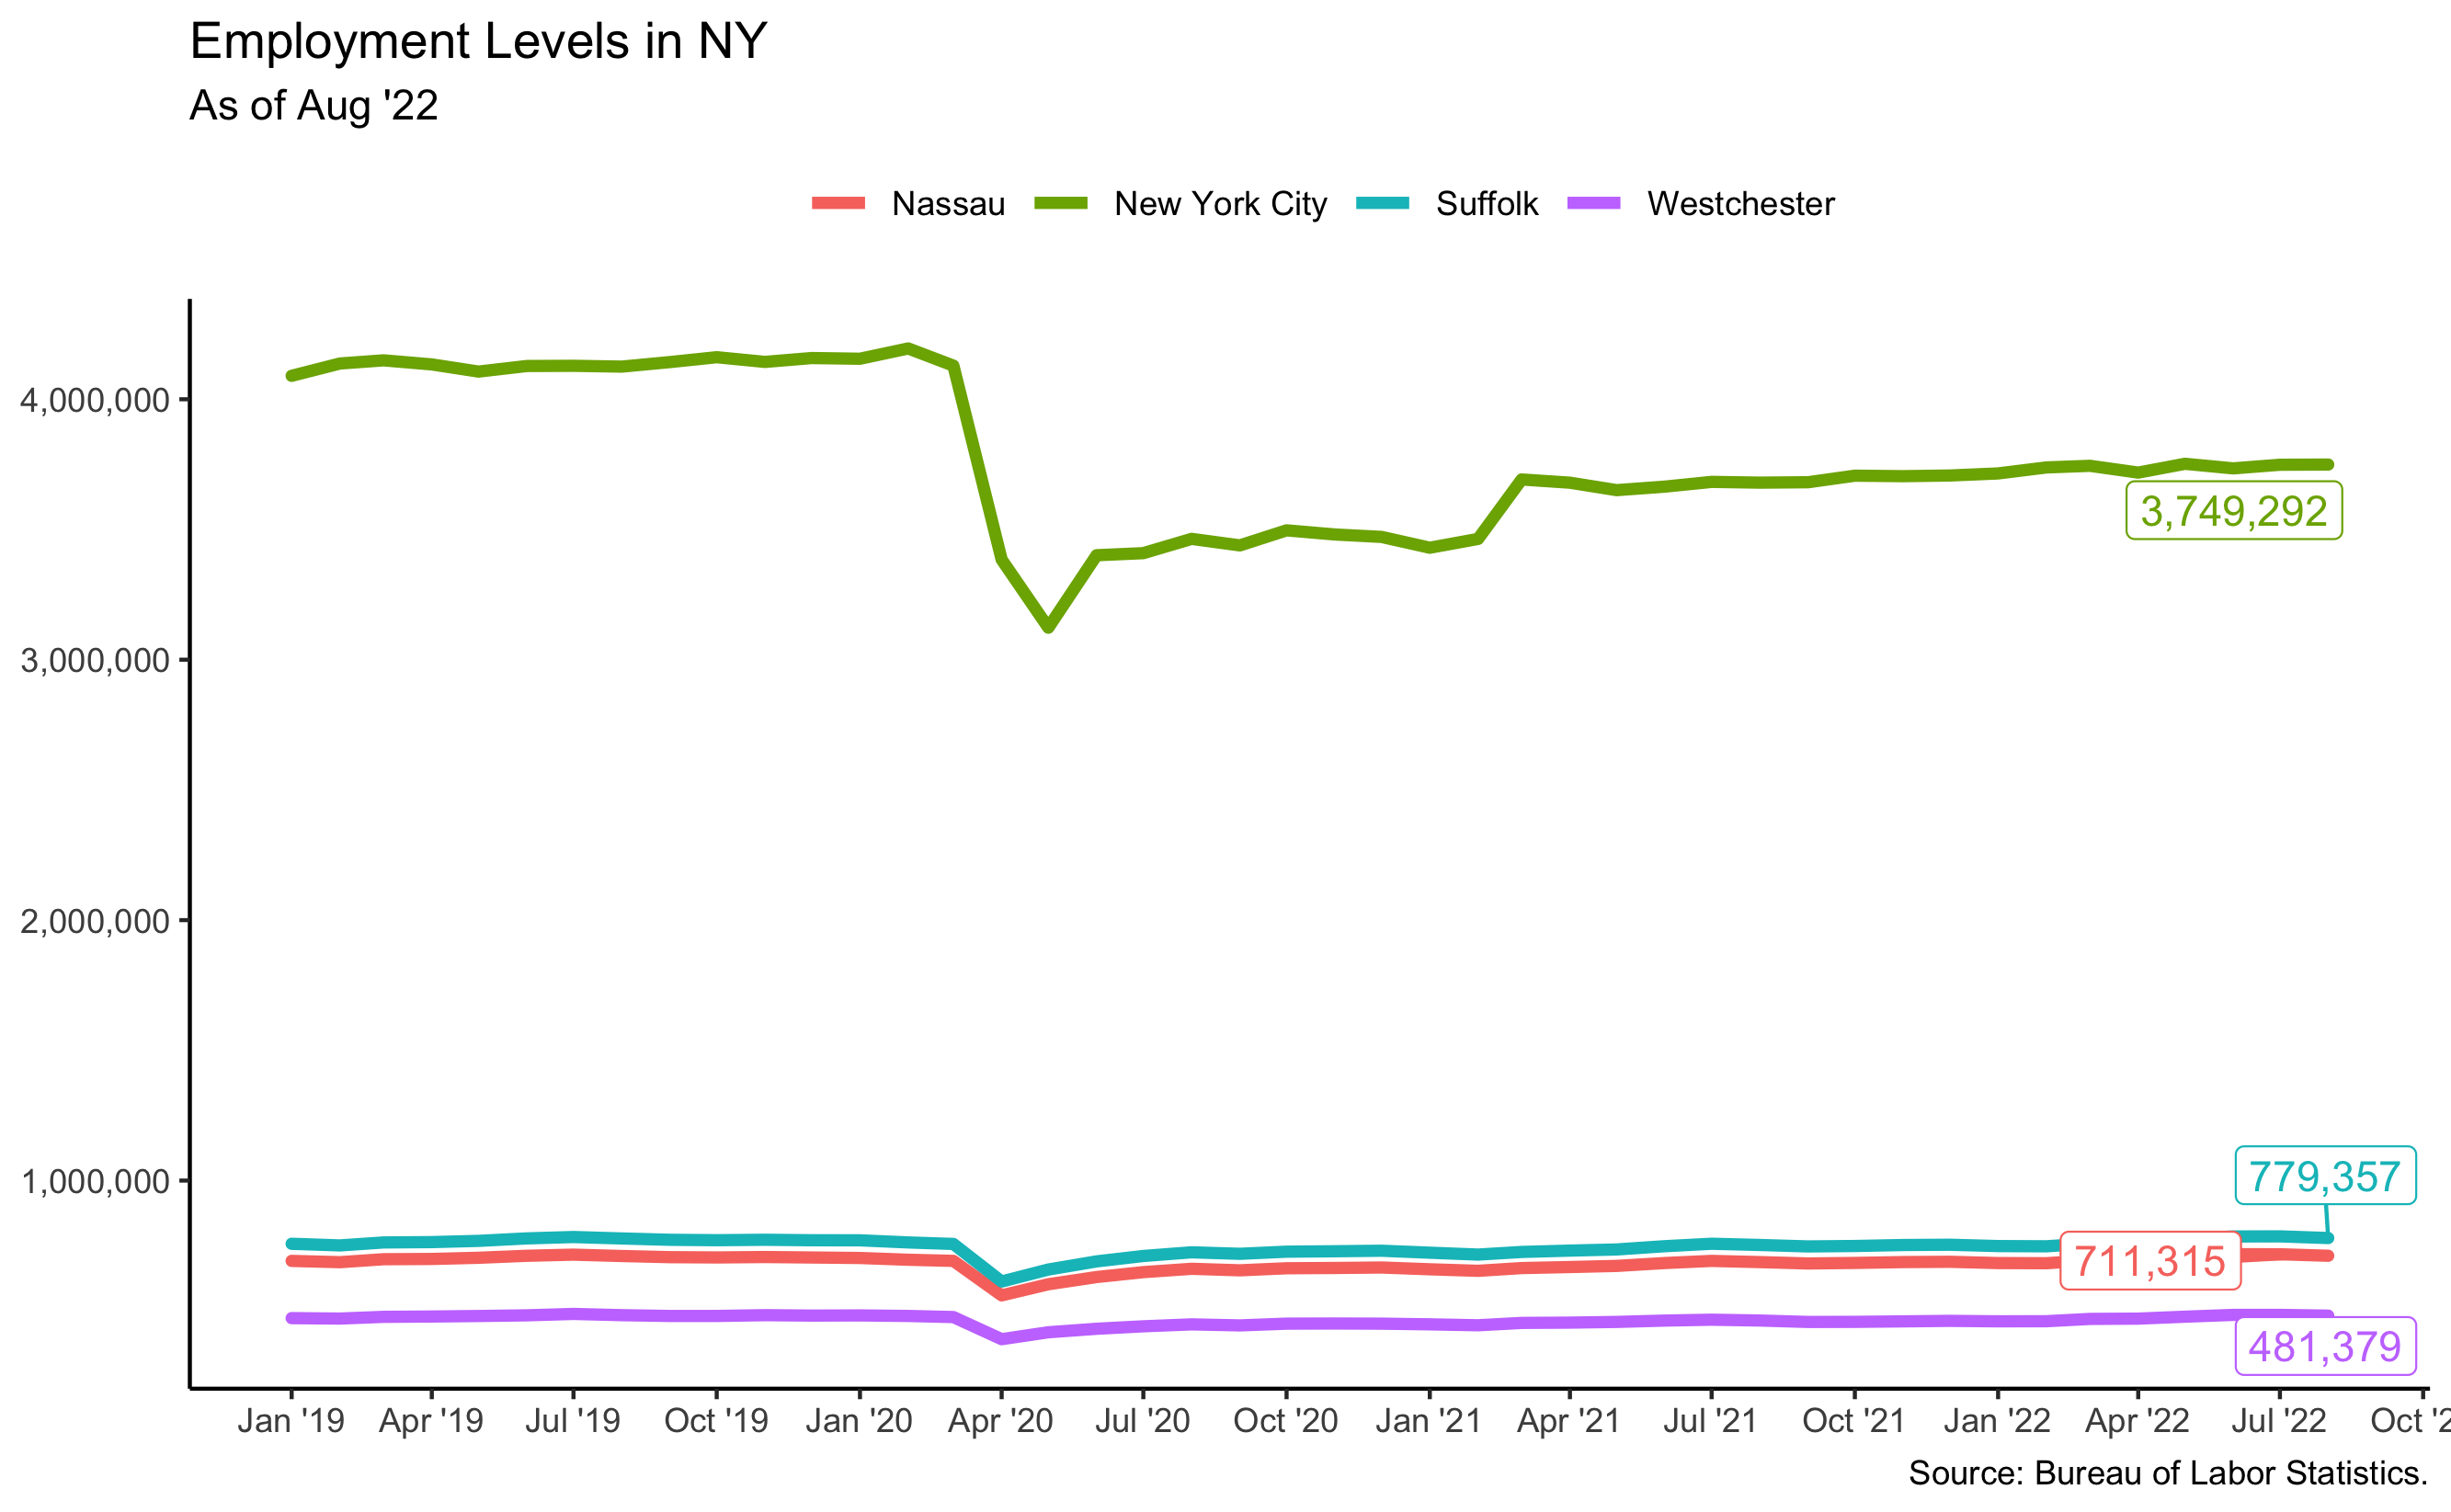 Employment Levels in NY
As of Aug '22
Nassau New York City Suffolk Westchester
4,000,000
3,749,292
3,000,000
2,000,000
1,000,000
779,357
711,315
481,379
Jan '19 Apr '19 Jul '19 Oct '19 Jan '20 Apr '20 Jul '20 Oct '20 Jan '21 Apr '21 Jul '21 Oct '21 Jan '22 Apr '22 Jul '22 Oct
Source: Bureau of Labor Statistics.